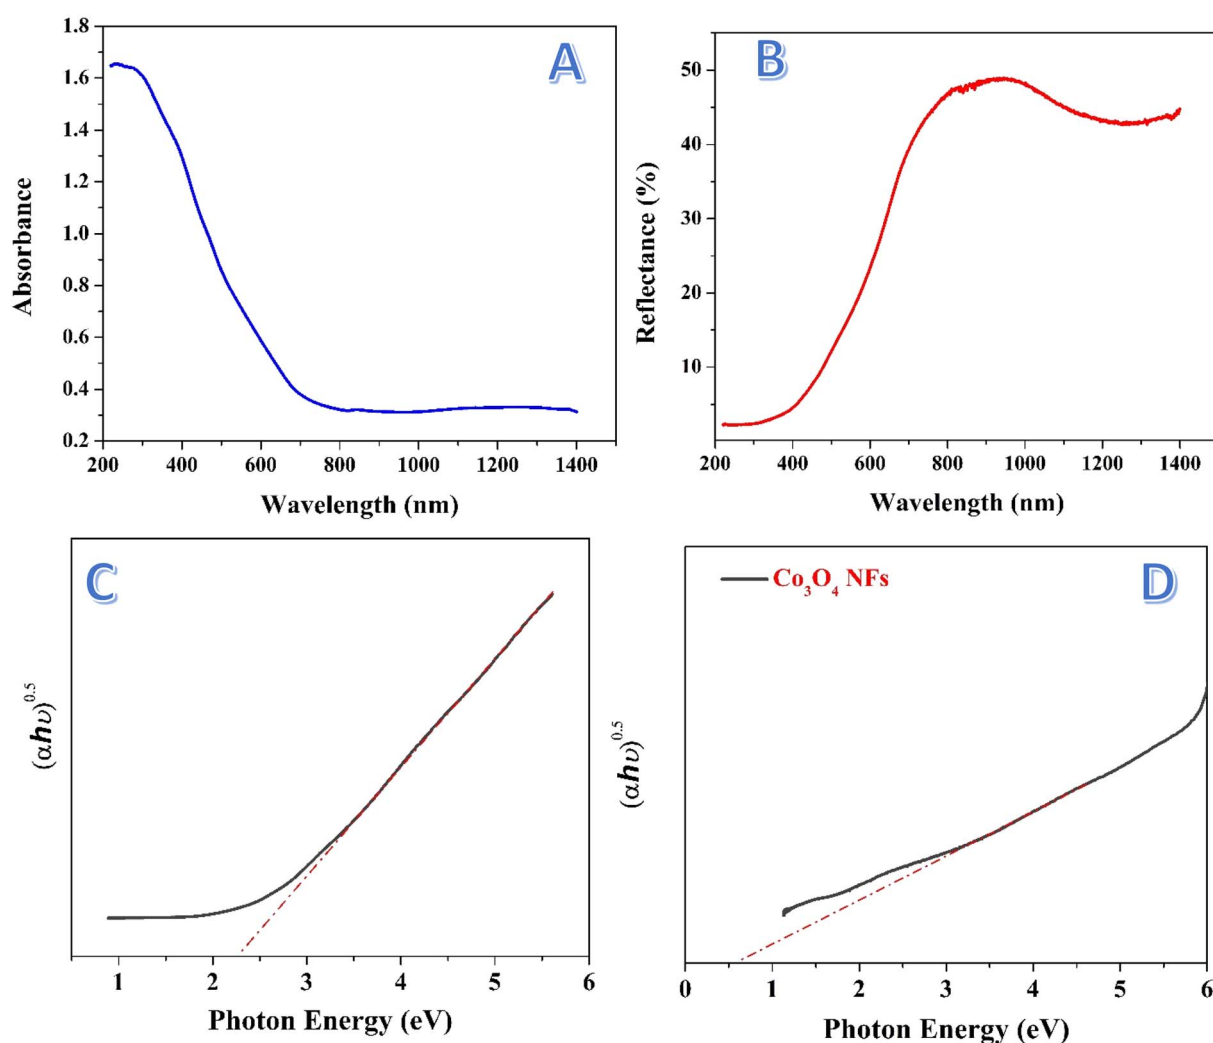 A
1.8
1.6
1.4
1.2
1.0
0.8
0.6
0.4
0.2
Absorbance
200 400 600 800 1000 1200 1400
Wavelength (nm)
B
50
40
30
20
10
Reflectance (%)
200 400 600 800 1000 1200 1400
Wavelength (nm)
C
(αhυ)^0.5
1 2 3 4 5 6
Photon Energy (eV)
D
Co₃O₄ NFs
(αhυ)^0.5
0 1 2 3 4 5 6
Photon Energy (eV)